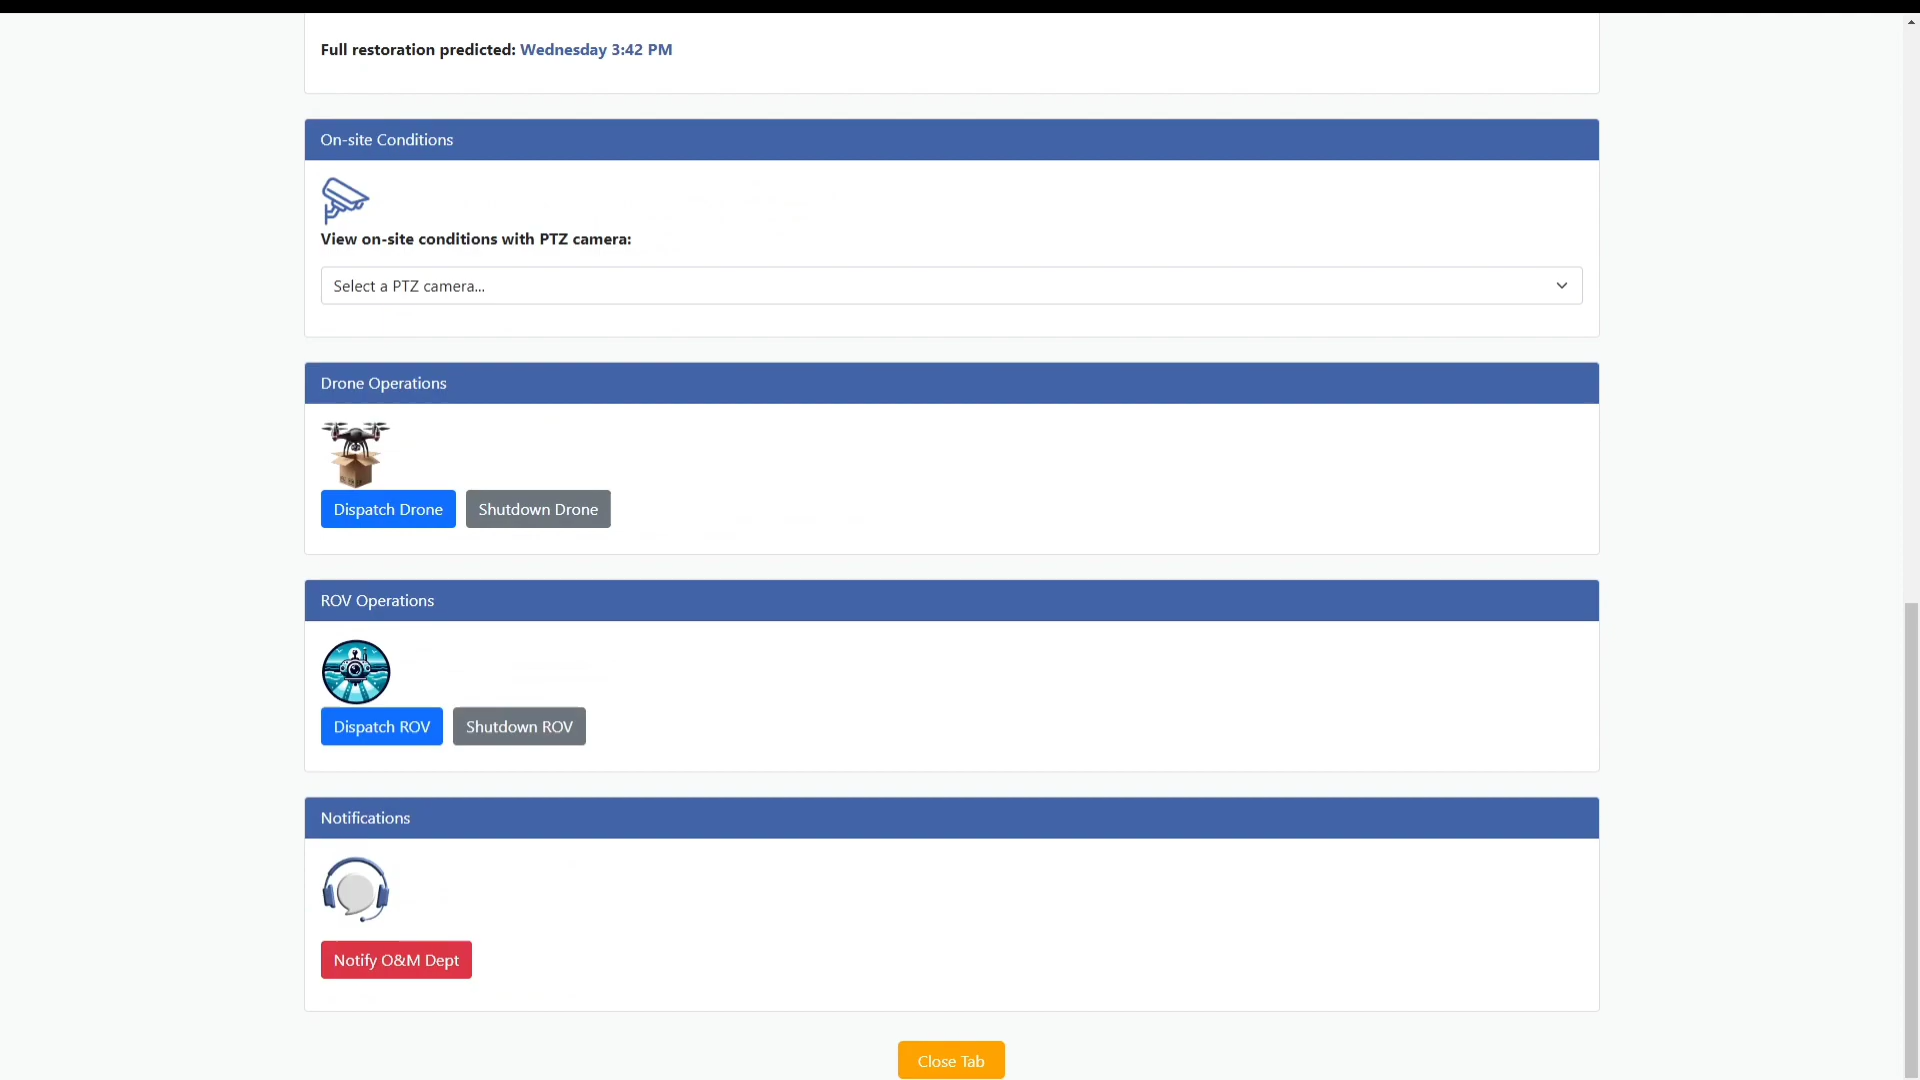 Full restoration predicted: Wednesday 3:42 PM
On-site Conditions
View on-site conditions with PTZ camera:
Select a PTZ camera...
Drone Operations
Dispatch Drone
Shutdown Drone
ROV Operations
Dispatch ROV
Shutdown ROV
Notifications
Notify O&M Dept
Close Tab